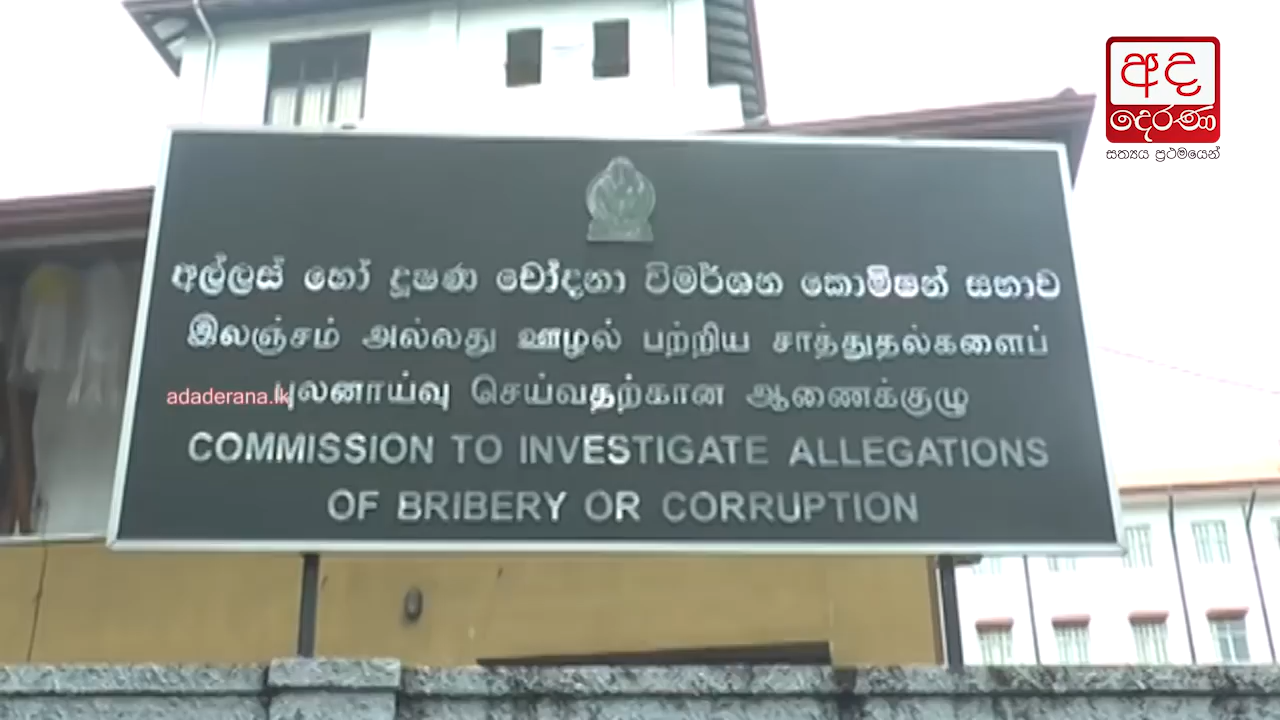 අද
දෙරණ
සත්‍යය ප්‍රථමයෙන්
අල්ලස් හෝ දූෂණ චෝදනා විමර්ශන කොමිෂන් සභාව
இலஞ்சம் அல்லது ஊழல் பற்றிய சாத்துதல்களைப்
adaderana.lk
புலனாய்வு செய்வதற்கான ஆணைக்குழு
COMMISSION TO INVESTIGATE ALLEGATIONS
OF BRIBERY OR CORRUPTION